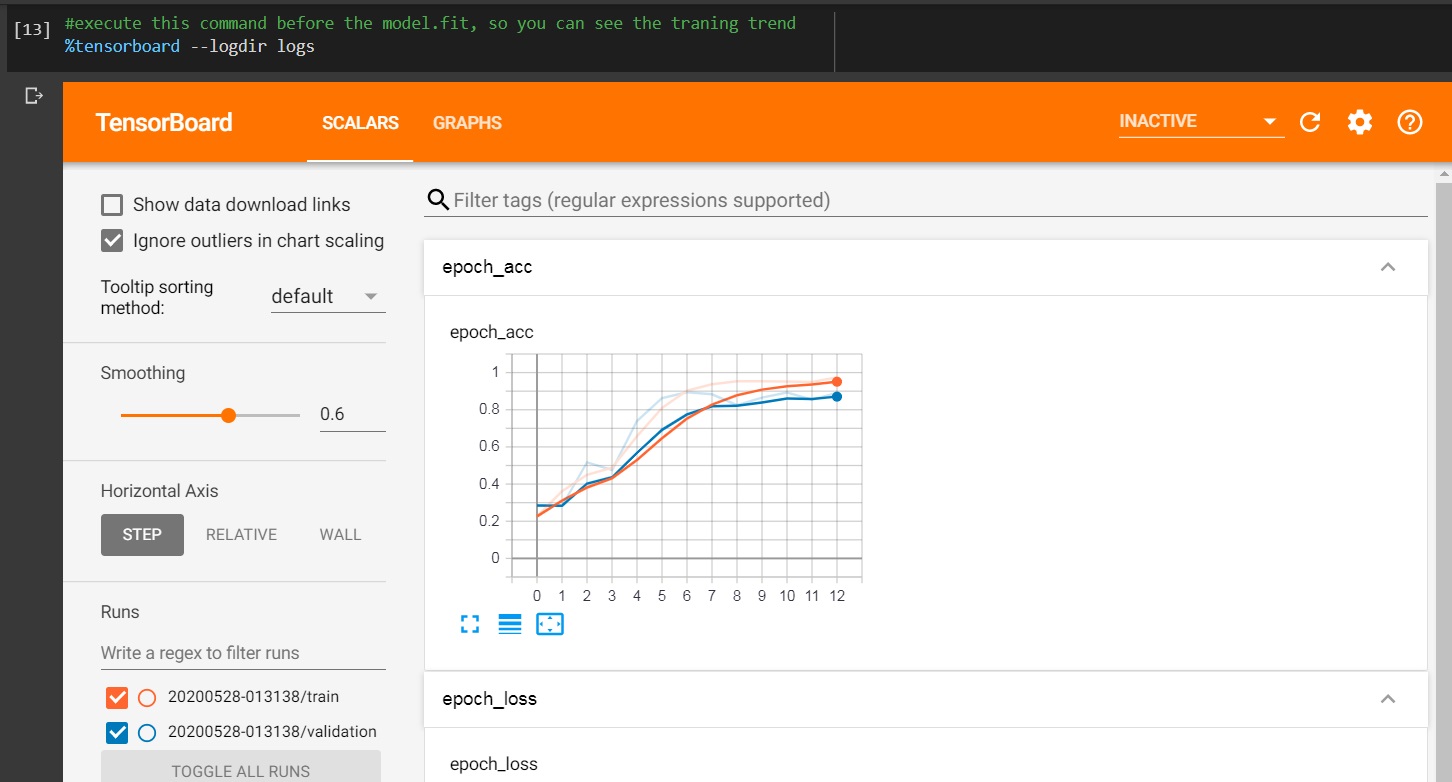 [13] #execute this command before the model.fit, so you can see the traning trend
%tensorboard --logdir logs
TensorBoard SCALARS GRAPHS INACTIVE
Show data download links
Ignore outliers in chart scaling
Tooltip sorting
method:
default
Smoothing
0.6
Horizontal Axis
STEP RELATIVE WALL
Runs
Write a regex to filter runs
20200528-013138/train
20200528-013138/validation
TOGGLE ALL RUNS
Filter tags (regular expressions supported)
epoch_acc
epoch_acc
1
0.8
0.6
0.4
0.2
0
0 1 2 3 4 5 6 7 8 9 10 11 12
epoch_loss
epoch_loss